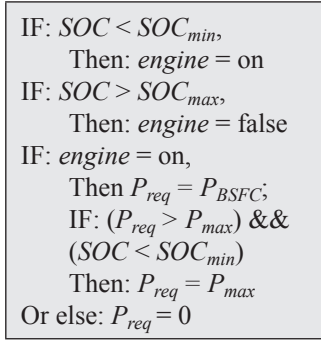 IF: SOC < SOCmin,
Then: engine = on
IF: SOC > SOCmax,
Then: engine = false
IF: engine = on,
Then Preq = PBSFC;
IF: (Preq > Pmax) &&
(SOC < SOCmin)
Then: Preq = Pmax
Or else: Preq = 0